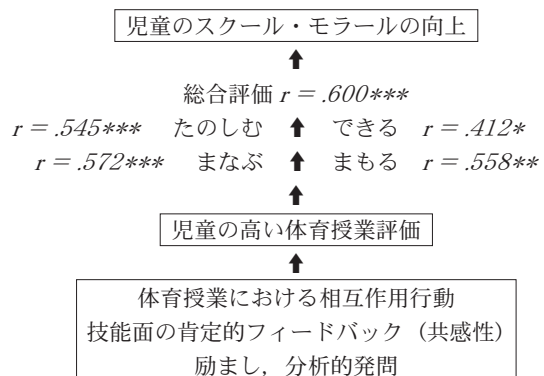 児童のスクール・モラールの向上
総合評価 r = .600***
r = .545*** たのしむ できる r = .412*
r = .572*** まなぶ まもる r = .558**
児童の高い体育授業評価
体育授業における相互作用行動
技能面の肯定的フィードバック（共感性）
励まし，分析的発問